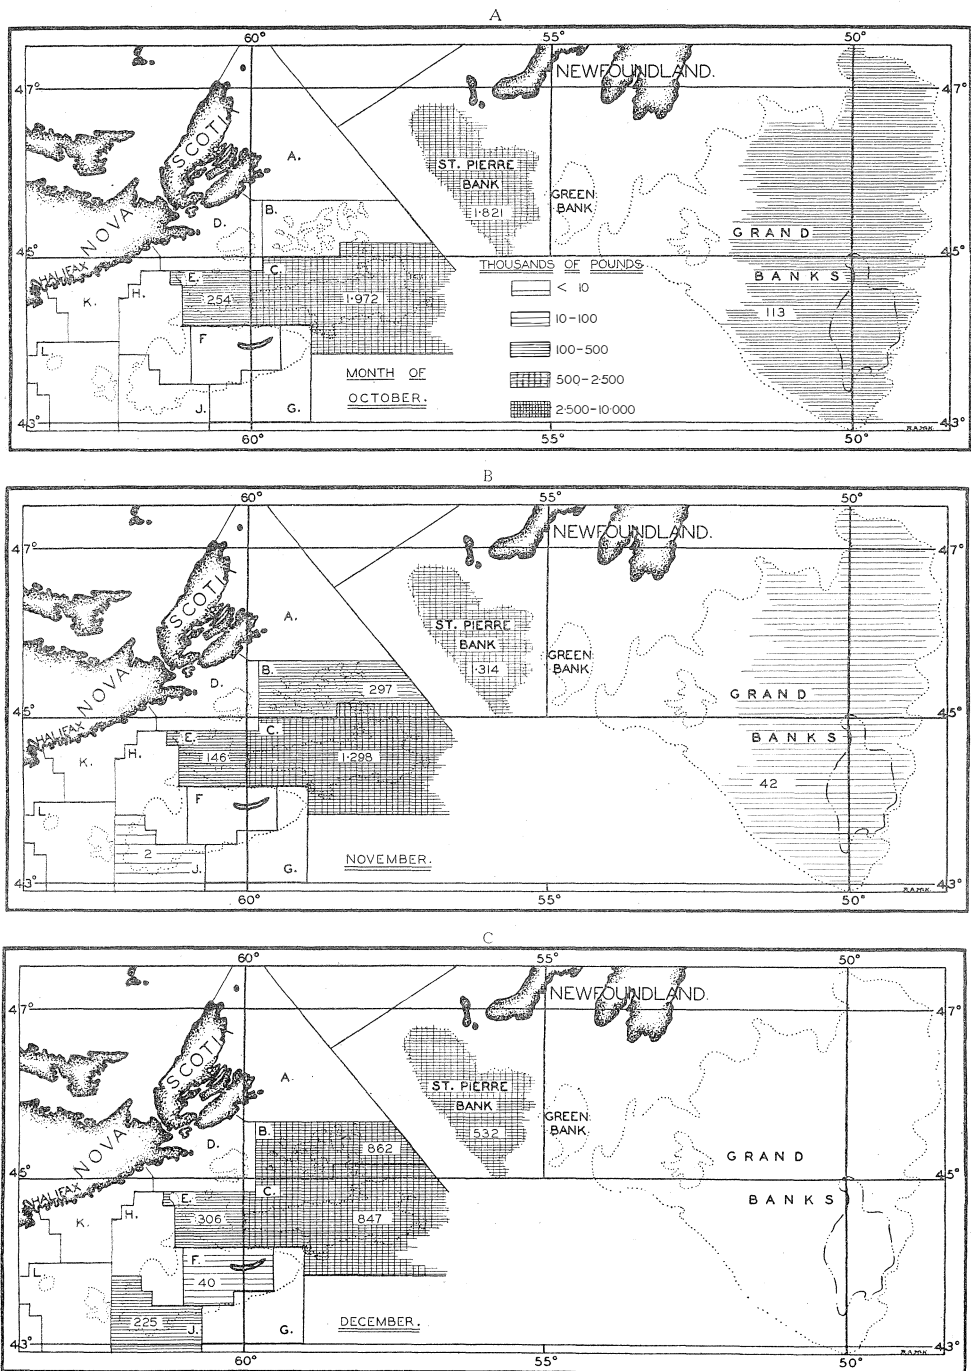 A
60° 55° 50°
NEWFOUNDLAND.
47° 47°
NOVA SCOTIA
A.
ST. PIERRE
BANK
1·821
GREEN
BANK
B.
D.
GRAND
45° 45°
C.
HALIFAX
THOUSANDS OF POUNDS
BANKS
E.
K.
H.
254
1·972
< 10
113
10-100
F
L
100-500
MONTH OF
OCTOBER.
500-2·500
J.
G.
2·500-10·000
43° 43°
60° 55° 50°
B
60° 55° 50°
NEWFOUNDLAND.
47° 47°
NOVA SCOTIA
A.
ST. PIERRE
BANK
1·314
GREEN
BANK
B.
D.
297
GRAND
45° 45°
C.
HALIFAX
BANKS
E.
H.
K.
146
1·298
42
F
L
2
J.
G.
NOVEMBER.
43° 43°
60° 55° 50°
C
60° 55° 50°
NEWFOUNDLAND.
47° 47°
NOVA SCOTIA
A.
ST. PIERRE
BANK
532
GREEN
BANK
B.
D.
862
GRAND
45° 45°
C.
HALIFAX
BANKS
E.
H.
K.
306
847
F.
L
40
225
J.
G.
DECEMBER.
43° 43°
60° 55° 50°